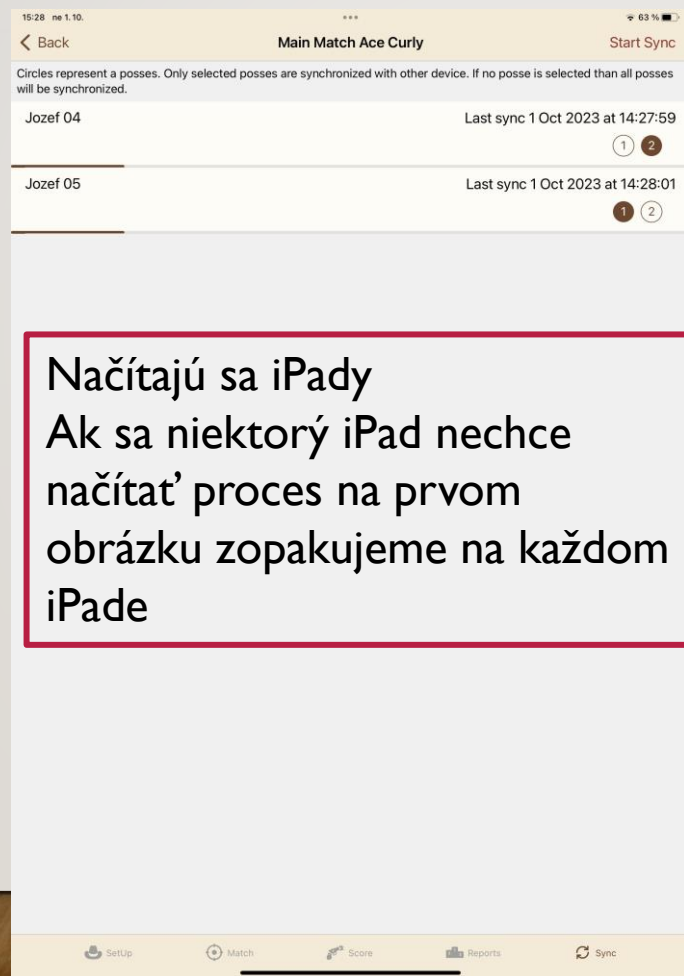 15:28 ne 1. 10.
63 %
Back
Main Match Ace Curly
Start Sync
Circles represent a posses. Only selected posses are synchronized with other device. If no posse is selected than all posses
will be synchronized.
Jozef 04
Last sync 1 Oct 2023 at 14:27:59
1 2
Jozef 05
Last sync 1 Oct 2023 at 14:28:01
1 2
Načítajú sa iPady
Ak sa niektorý iPad nechce
načítať proces na prvom
obrázku zopakujeme na každom
iPade
SetUp
Match
Score
Reports
Sync